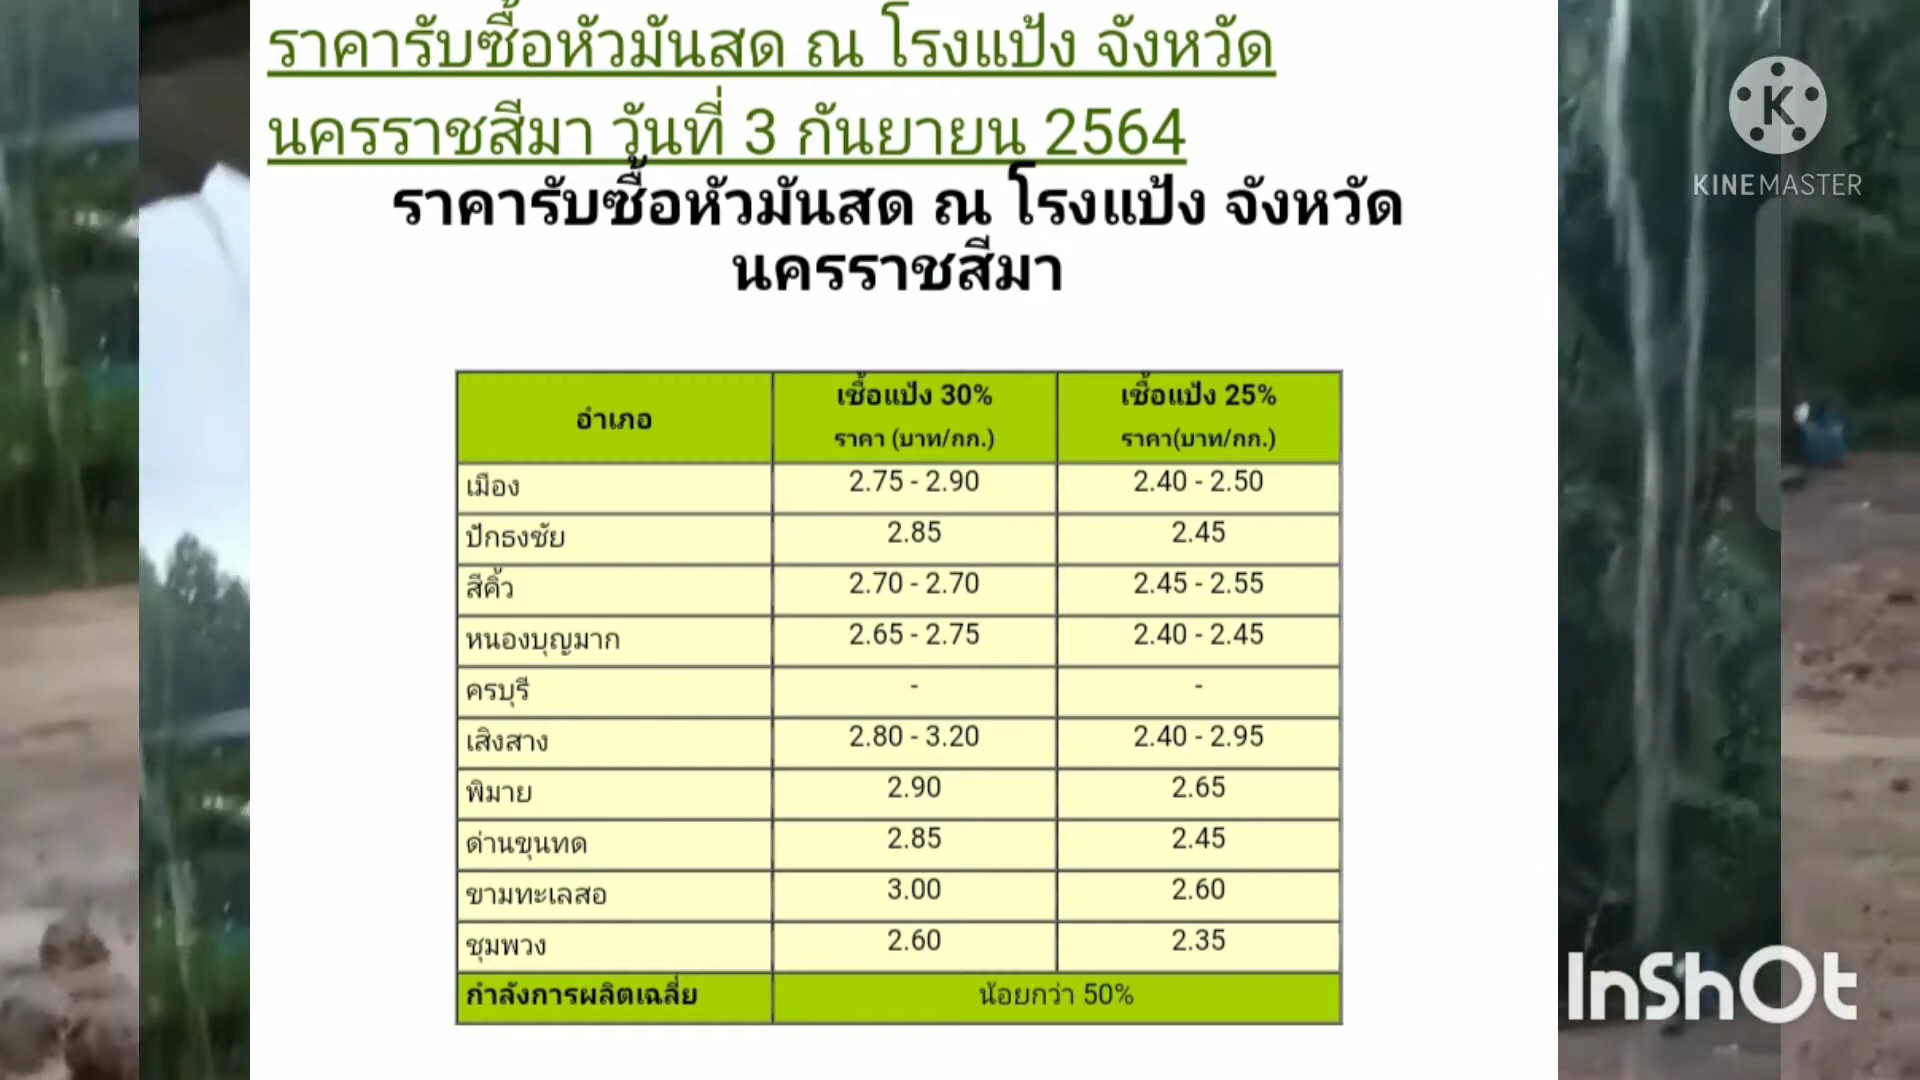 ราคารับซื้อหัวมันสด ณ โรงแป้ง จังหวัด
นครราชสีมา วันที่ 3 กันยายน 2564
ราคารับซื้อหัวมันสด ณ โรงแป้ง จังหวัด
นครราชสีมา
KINEMASTER
อำเภอ เชื้อแป้ง 30% เชื้อแป้ง 25%
ราคา (บาท/กก.) ราคา(บาท/กก.)
เมือง 2.75 - 2.90 2.40 - 2.50
ปักธงชัย 2.85 2.45
สีคิ้ว 2.70 - 2.70 2.45 - 2.55
หนองบุญมาก 2.65 - 2.75 2.40 - 2.45
ครบุรี - -
เสิงสาง 2.80 - 3.20 2.40 - 2.95
พิมาย 2.90 2.65
ด่านขุนทด 2.85 2.45
ขามทะเลสอ 3.00 2.60
ชุมพวง 2.60 2.35
กำลังการผลิตเฉลี่ย น้อยกว่า 50%
InShOt